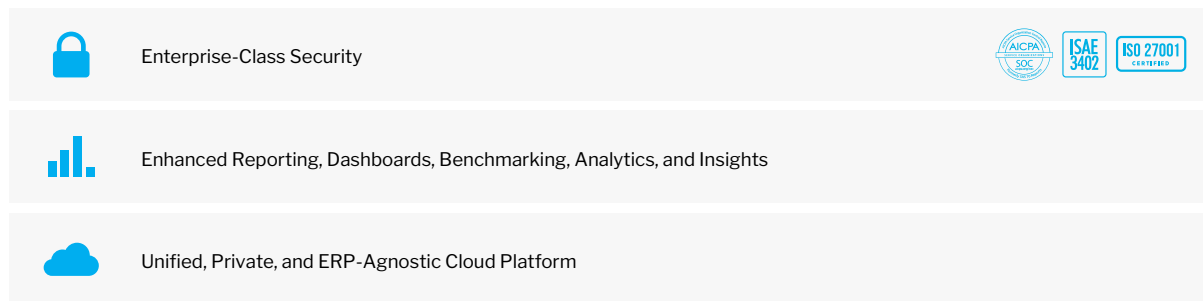 Enterprise-Class Security
AICPA
SOC
ISAE
3402
ISO 27001
CERTIFIED
Enhanced Reporting, Dashboards, Benchmarking, Analytics, and Insights
Unified, Private, and ERP-Agnostic Cloud Platform